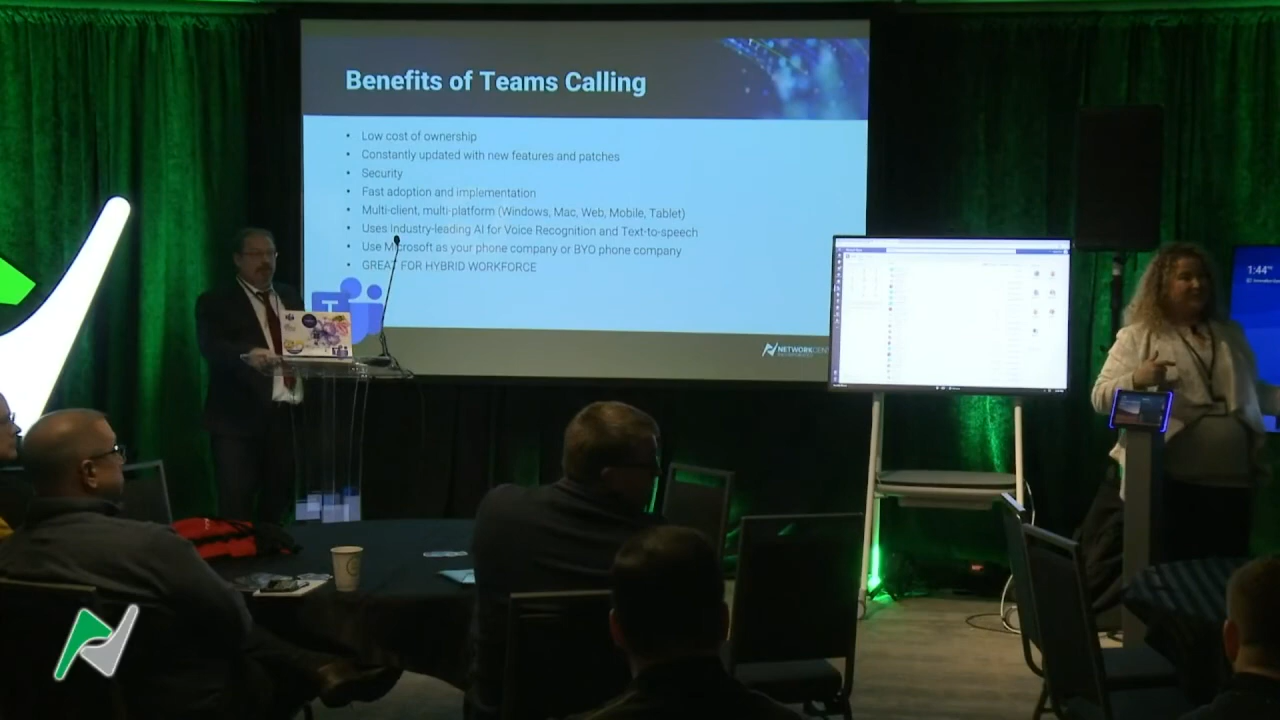 Benefits of Teams Calling
• Low cost of ownership
• Constantly updated with new features and patches
• Security
• Fast adoption and implementation
• Multi-client, multi-platform (Windows, Mac, Web, Mobile, Tablet)
• Uses Industry-leading AI for Voice Recognition and Text-to-speech
• Use Microsoft as your phone company or BYO phone company
• GREAT FOR HYBRID WORKFORCE
T
NETWORK
1:44